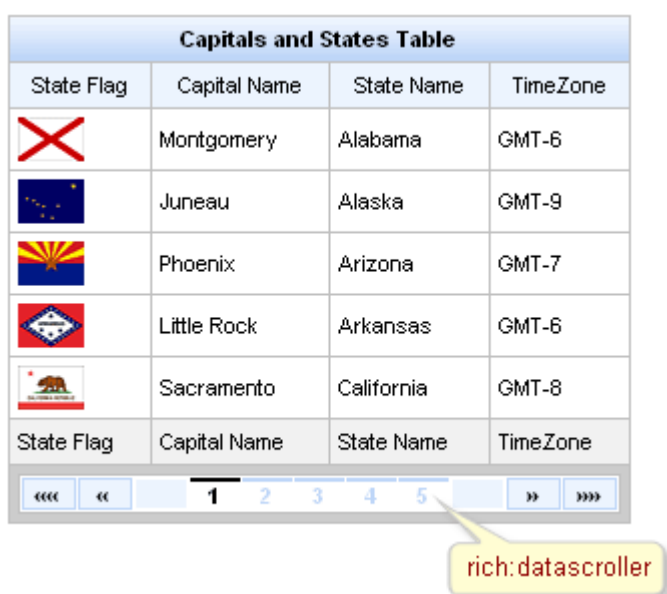 Capitals and States Table
State Flag Capital Name State Name TimeZone
Montgomery Alabama GMT-6
Juneau Alaska GMT-9
Phoenix Arizona GMT-7
Little Rock Arkansas GMT-6
Sacramento California GMT-8
State Flag Capital Name State Name TimeZone
«« « 1 2 3 4 5 » »»
rich:datascroller